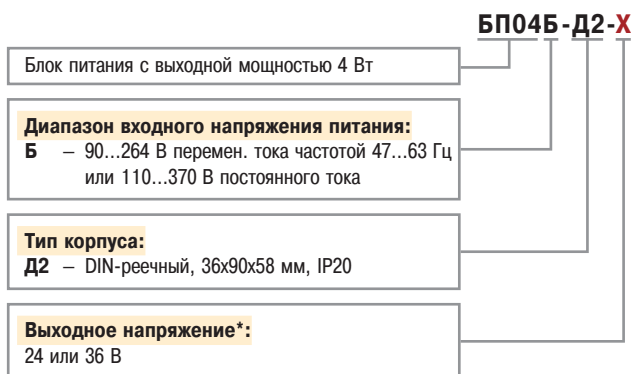 БП04Б-Д2-Х
Блок питания с выходной мощностью 4 Вт
Диапазон входного напряжения питания:
Б – 90...264 В перемен. тока частотой 47...63 Гц
или 110...370 В постоянного тока
Тип корпуса:
Д2 – DIN-реечный, 36х90х58 мм, IP20
Выходное напряжение*:
24 или 36 В